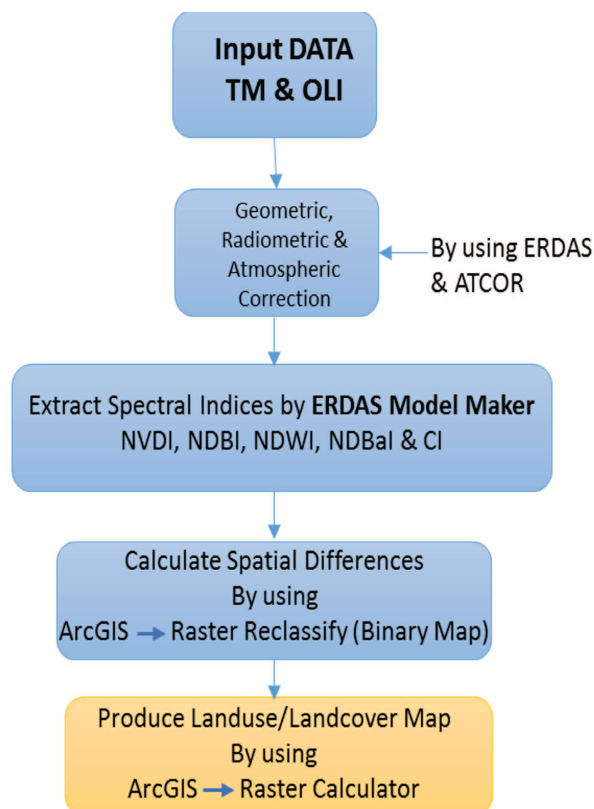 Input DATA
TM & OLI
Geometric,
Radiometric &
Atmospheric
Correction
By using ERDAS
& ATCOR
Extract Spectral Indices by ERDAS Model Maker
NVDI, NDBI, NDWI, NDBaI & CI
Calculate Spatial Differences
By using
ArcGIS → Raster Reclassify (Binary Map)
Produce Landuse/Landcover Map
By using
ArcGIS → Raster Calculator